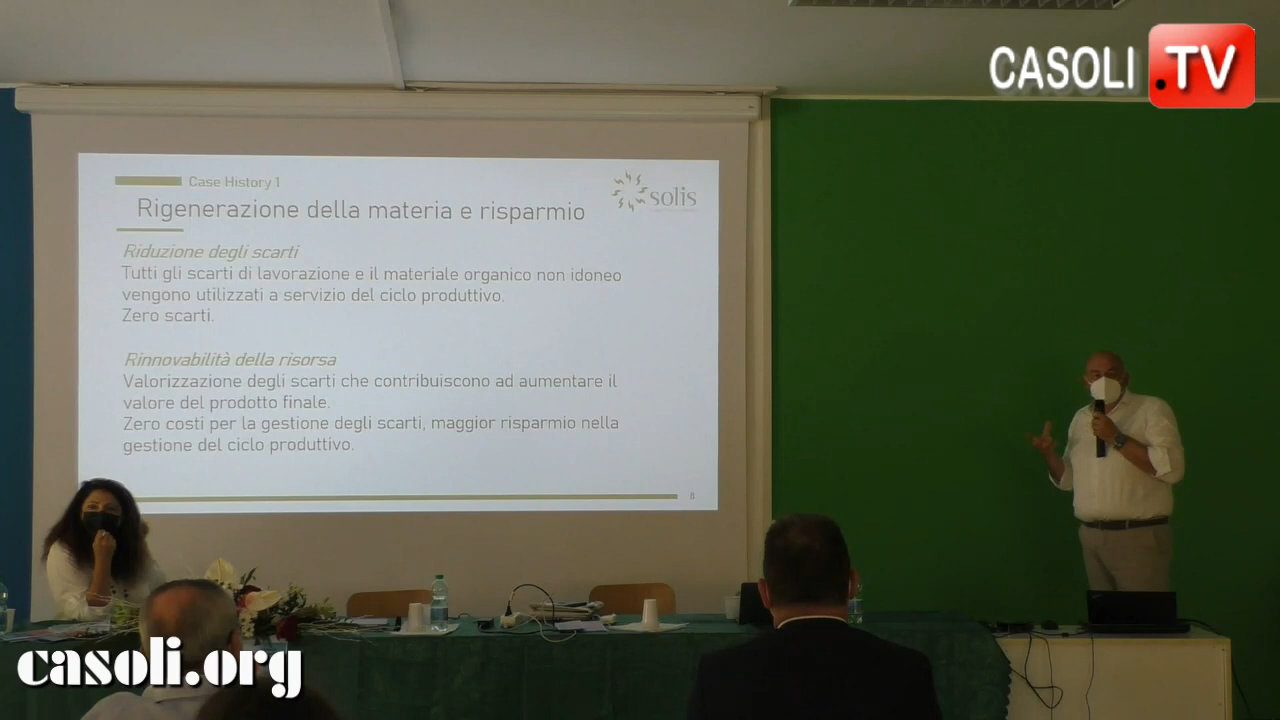 CASOLI .TV
Case History 1
solis
Rigenerazione della materia e risparmio
Riduzione degli scarti
Tutti gli scarti di lavorazione e il materiale organico non idoneo
vengono utilizzati a servizio del ciclo produttivo.
Zero scarti.
Rinnovabilità della risorsa
Valorizzazione degli scarti che contribuiscono ad aumentare il
valore del prodotto finale.
Zero costi per la gestione degli scarti, maggior risparmio nella
gestione del ciclo produttivo.
casoli.org